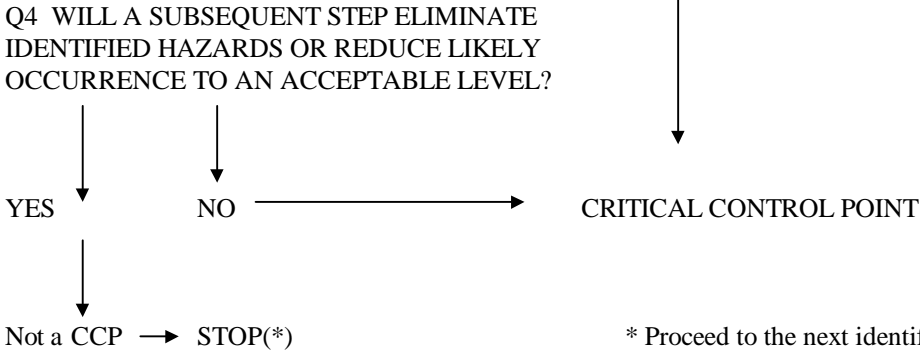 Q4 WILL A SUBSEQUENT STEP ELIMINATE
IDENTIFIED HAZARDS OR REDUCE LIKELY
OCCURRENCE TO AN ACCEPTABLE LEVEL?
YES NO CRITICAL CONTROL POINT
Not a CCP STOP(*) * Proceed to the next